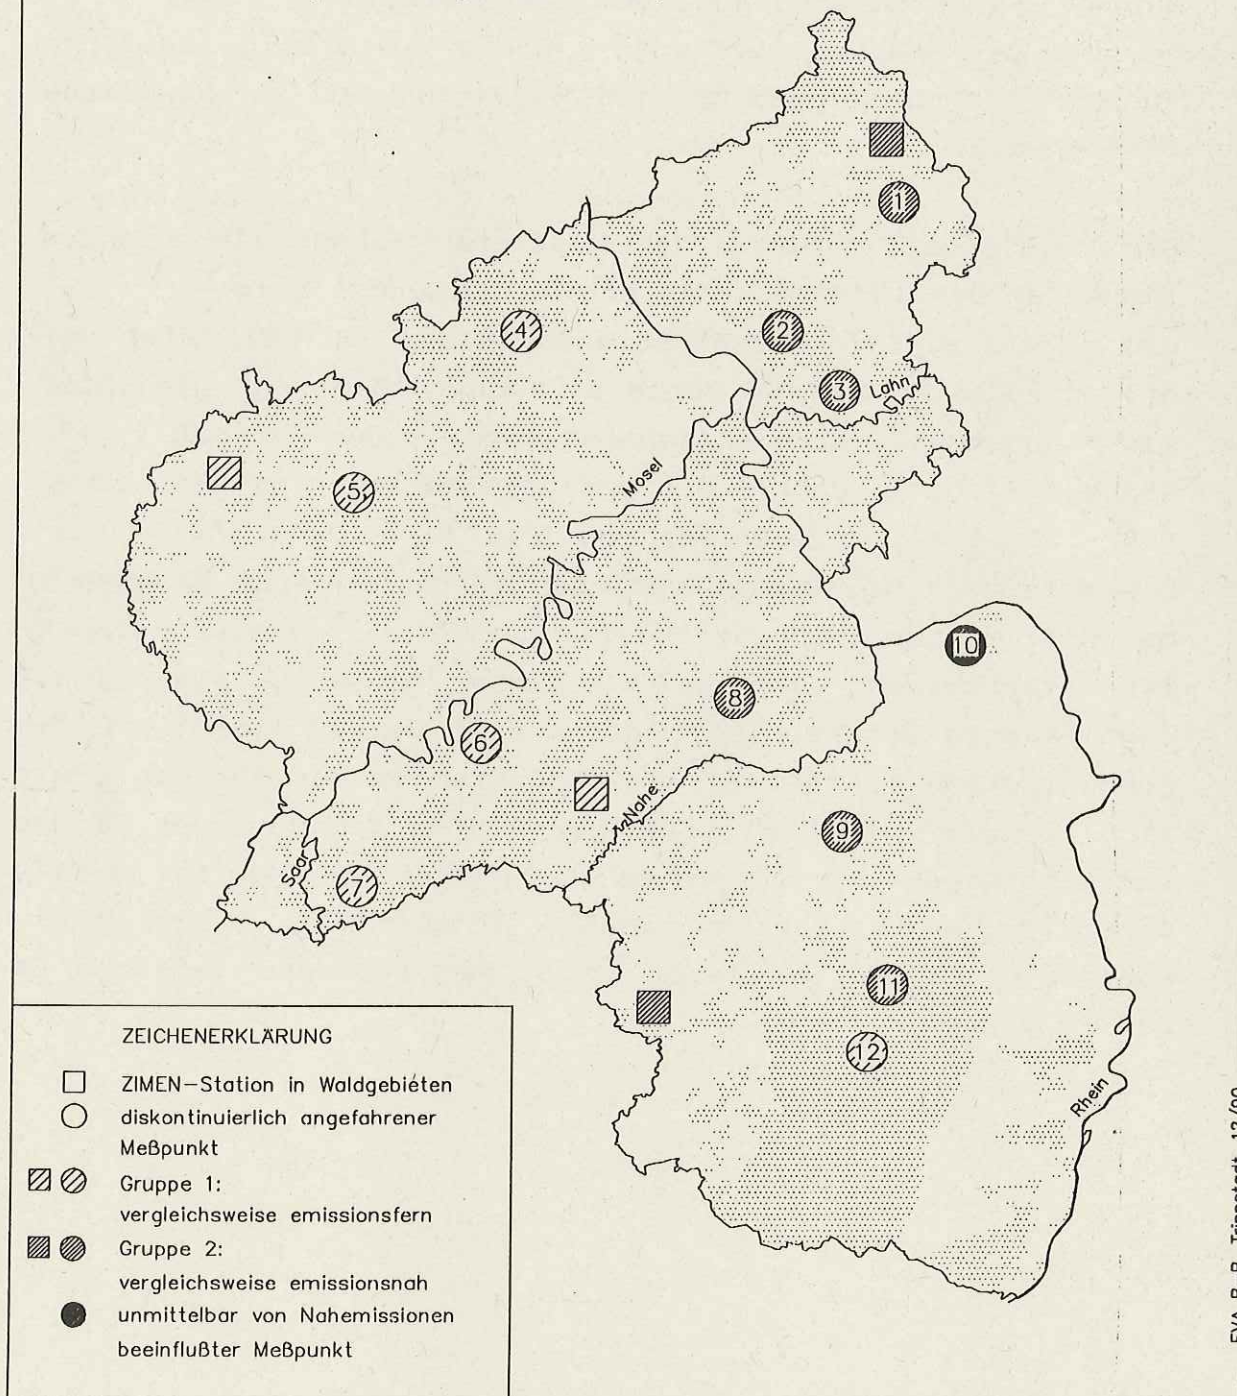 1
2
3
Lahn
4
5
Mosel
10
8
6
Nahe
9
Saar
7
11
12
Rhein
ZEICHENERKLÄRUNG
ZIMEN-Station in Waldgebieten
diskontinuierlich angefahrener
Meßpunkt
Gruppe 1:
vergleichsweise emissionsfern
Gruppe 2:
vergleichsweise emissionsnah
unmittelbar von Nahemissionen
beeinflußter Meßpunkt